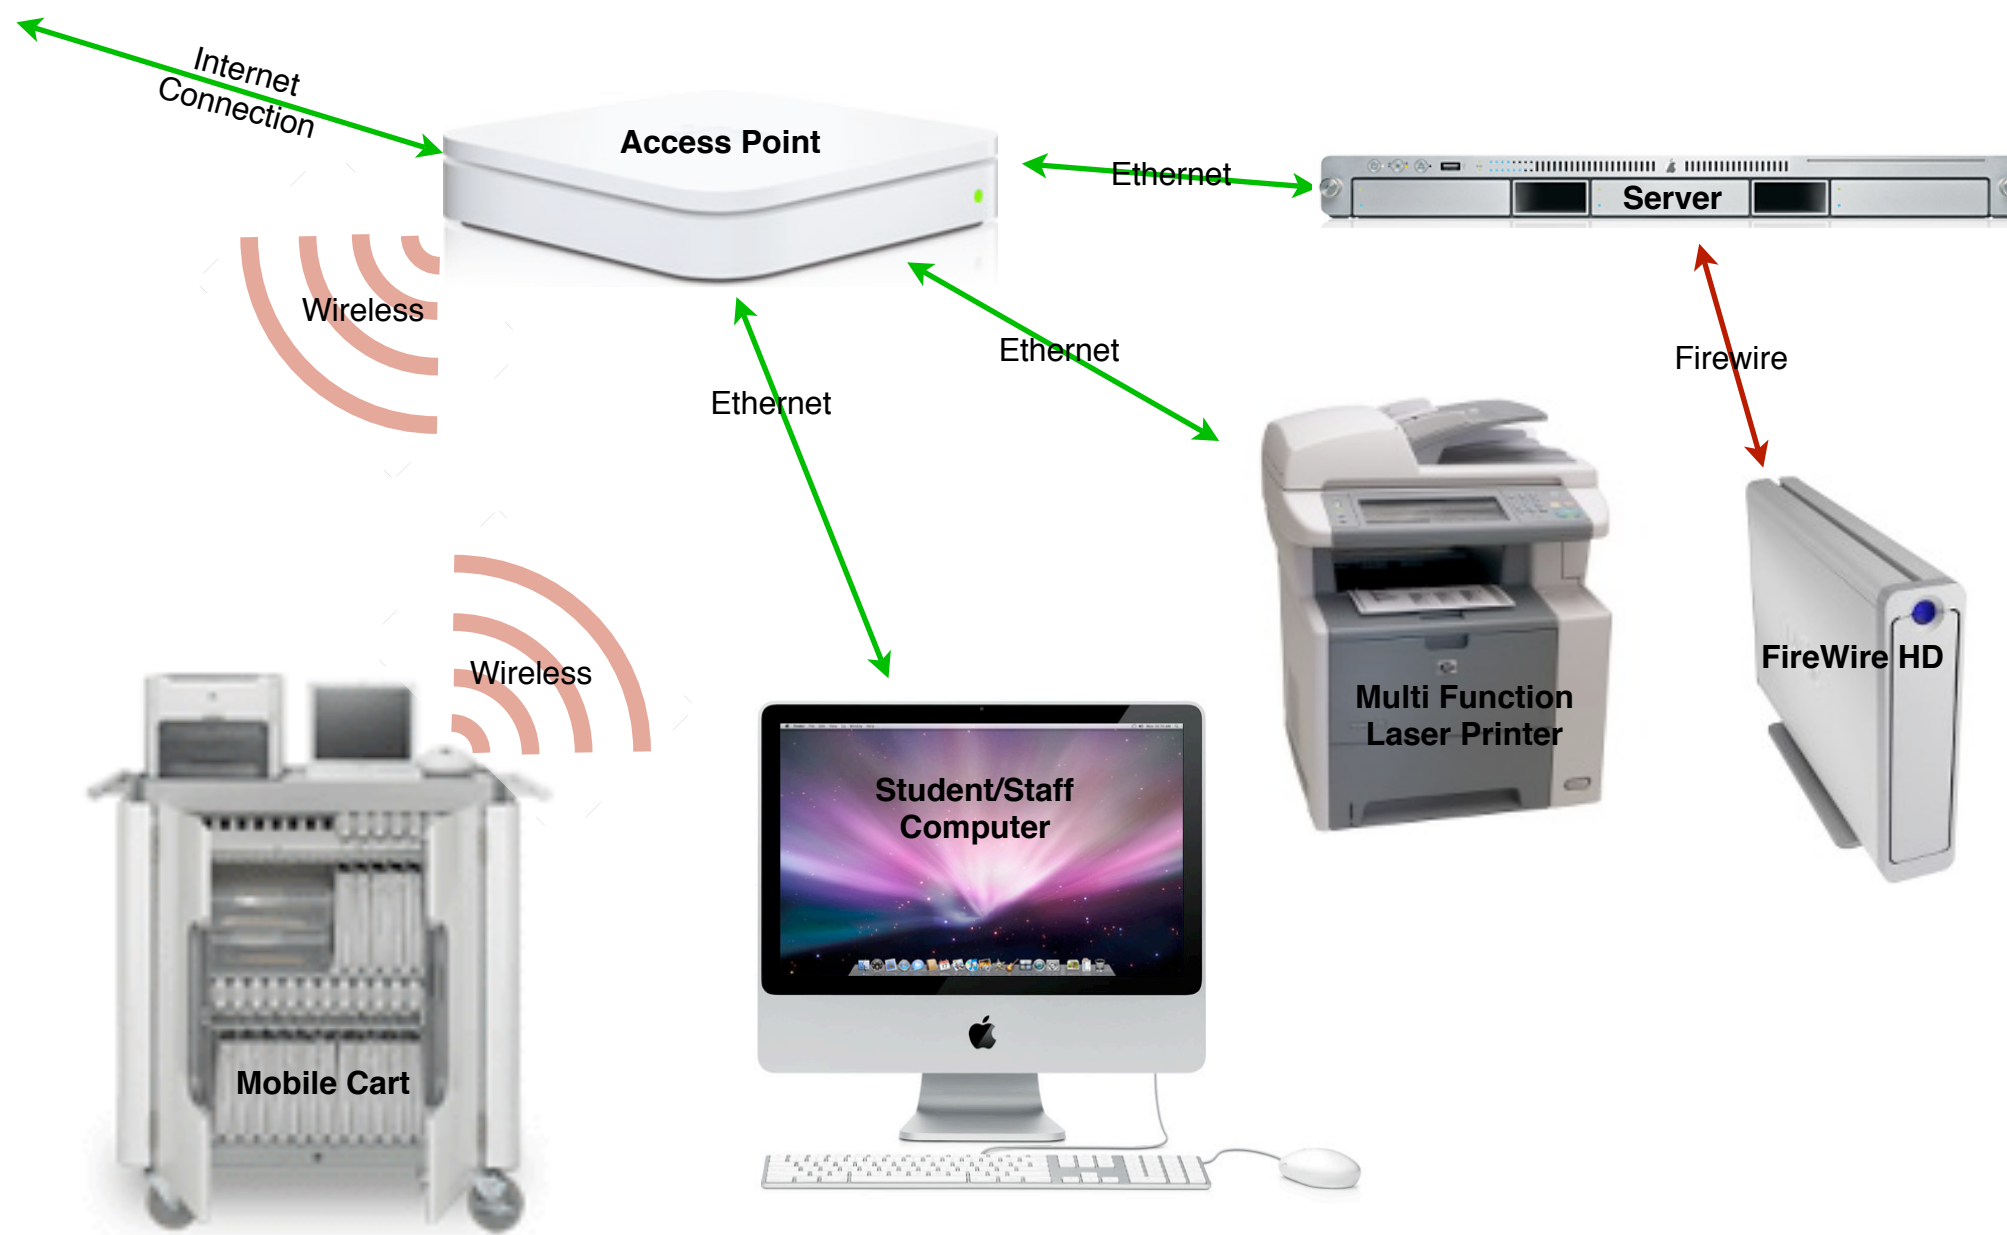 Internet
Connection
Access Point
Ethernet
Server
Wireless
Ethernet
Ethernet
Firewire
Wireless
FireWire HD
Multi Function
Laser Printer
Student/Staff
Computer
Mobile Cart